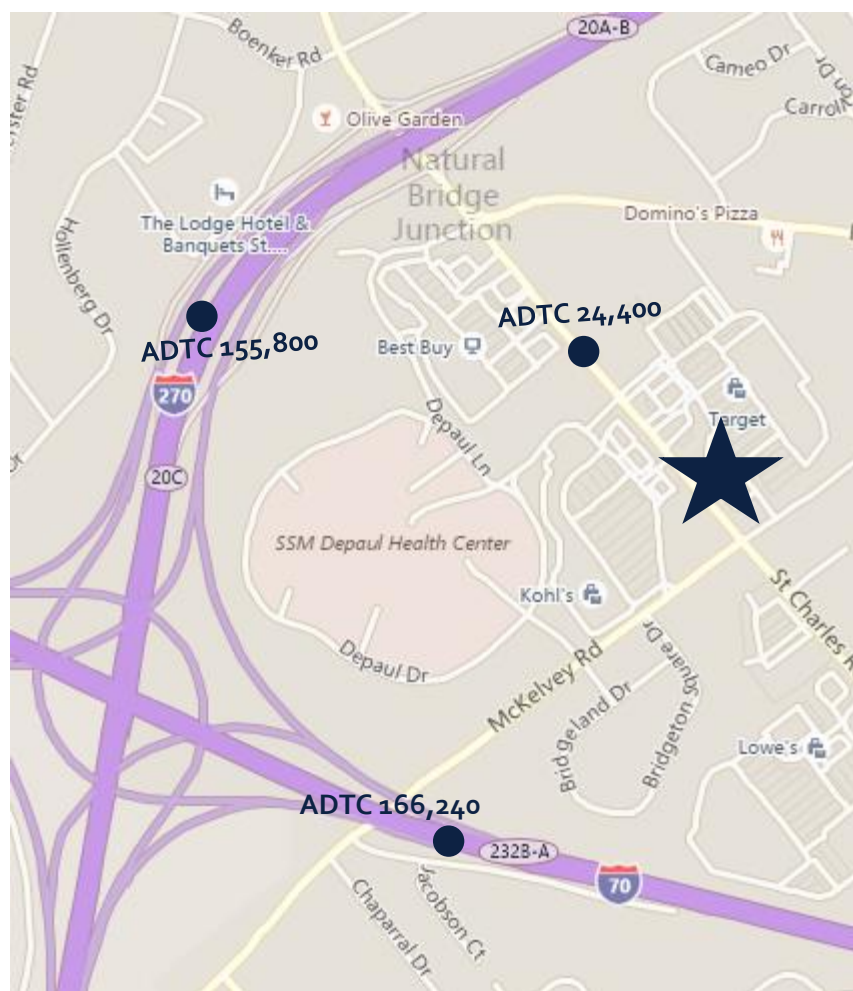 20A-B
Boenker Rd
Cameo Dr
Carroll
Olive Garden
Natural
Bridge
Junction
Domino's Pizza
The Lodge Hotel &
Banquets St....
Hollenberg Dr
ADTC 24,400
ADTC 155,800
Best Buy
270
Target
Depaul Ln
20C
SSM Depaul Health Center
Kohl's
St Charles R
Depaul Dr
McKelvey Rd
Bridgeton Square Dr
Bridgeland Dr
Lowe's
ADTC 166,240
232B-A
70
Jacobson Ct
Chaparral Dr